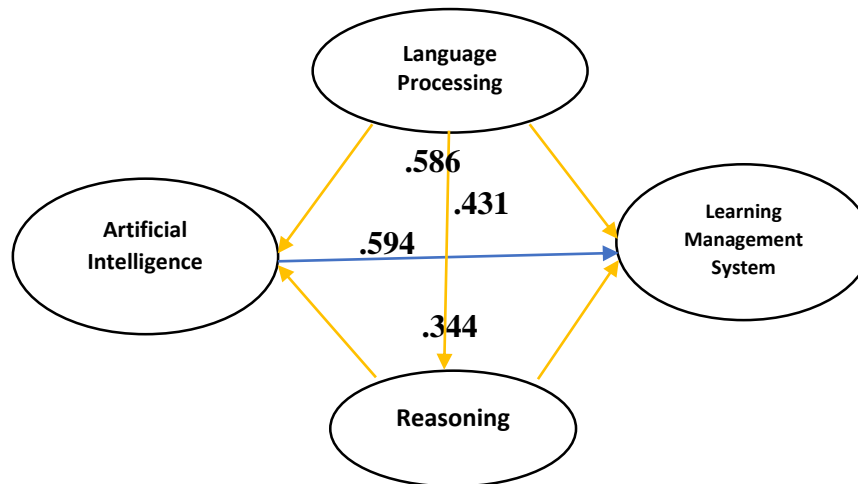 Language
Processing
.586
.431
Artificial
Intelligence
.594
Learning
Management
System
.344
Reasoning